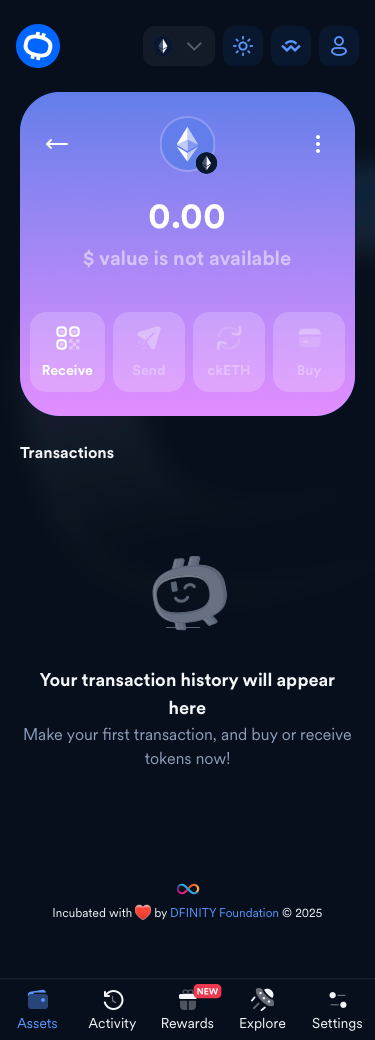 0.00
$ value is not available
Receive
Send
ckETH
Buy
Transactions
Your transaction history will appear
here
Make your first transaction, and buy or receive
tokens now!
Incubated with ❤️ by DFINITY Foundation © 2025
NEW
Assets
Activity
Rewards
Explore
Settings